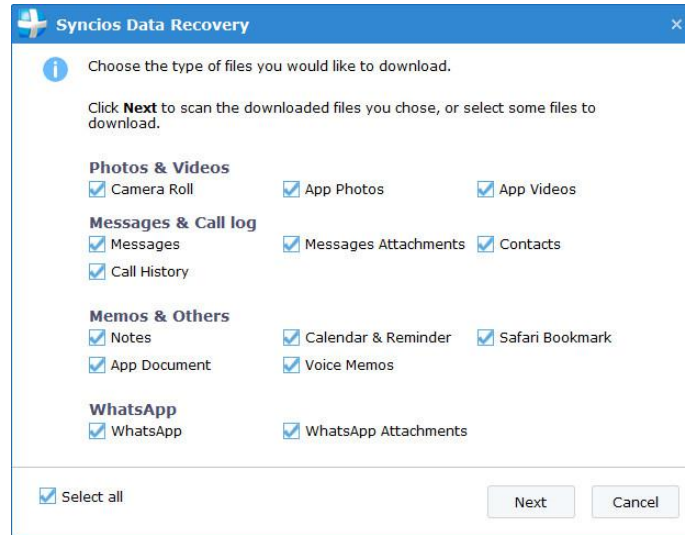 Syncios Data Recovery
Choose the type of files you would like to download.
Click Next to scan the downloaded files you chose, or select some files to
download.
Photos & Videos
Camera Roll App Photos App Videos
Messages & Call log
Messages Messages Attachments Contacts
Call History
Memos & Others
Notes Calendar & Reminder Safari Bookmark
App Document Voice Memos
WhatsApp
WhatsApp WhatsApp Attachments
Select all Next Cancel